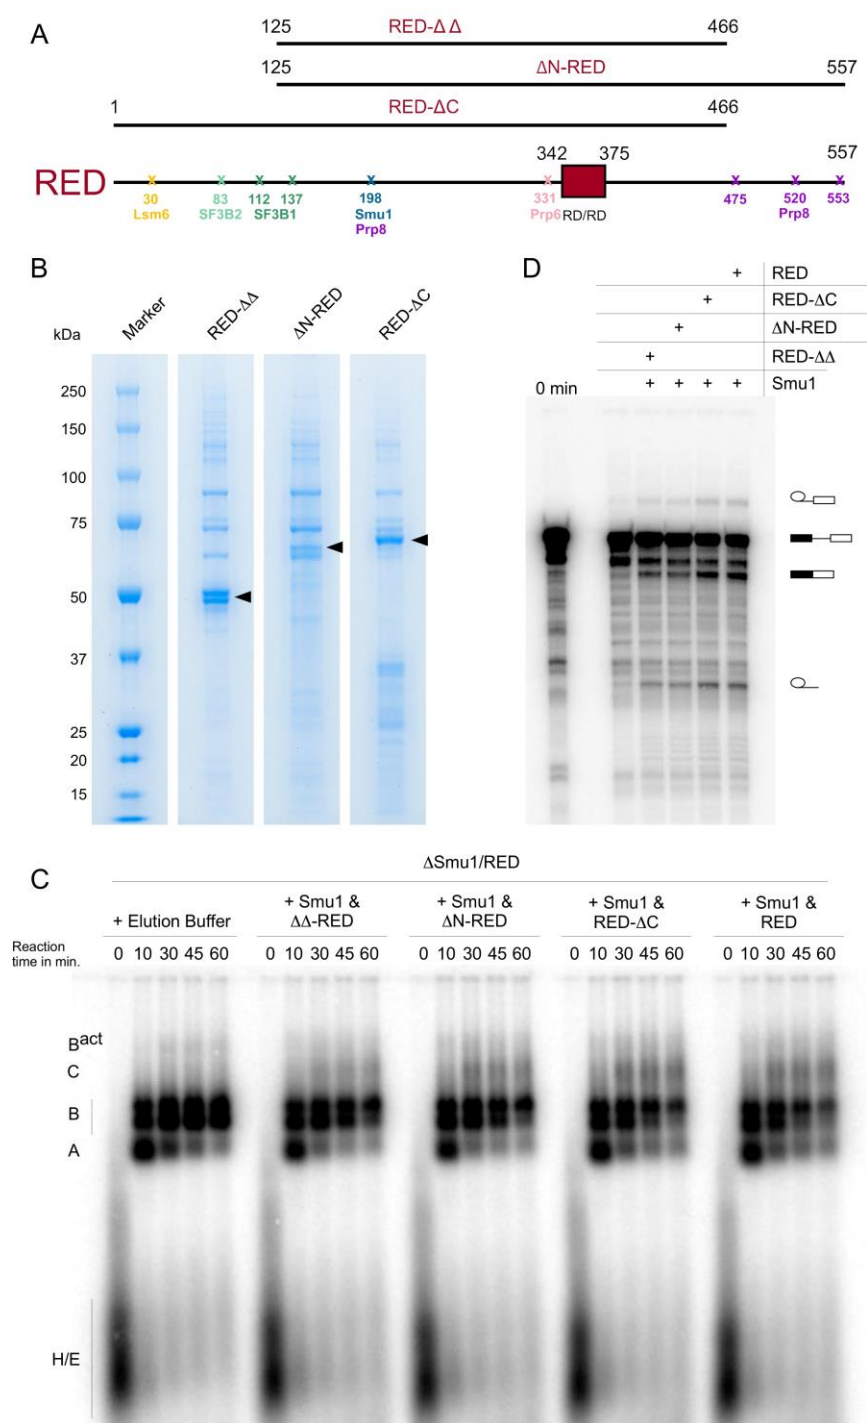 A
125 RED-Δ Δ 466
125 ΔN-RED 557
1 RED-ΔC 466
342 375 557
RED
30 83 112 137 198 331 RD/RD 475 520 553
Lsm6 SF3B2 SF3B1 Smu1 Prp6 Prp8
Prp8
B
kDa Marker RED-ΔΔ ΔN-RED RED-ΔC
250
150
100
75
50
37
25
20
15
D
+ RED
+ RED-ΔC
+ ΔN-RED
+ RED-ΔΔ
0 min + + + + Smu1
C
ΔSmu1/RED
+ Elution Buffer
+ Smu1 &
ΔΔ-RED
+ Smu1 &
ΔN-RED
+ Smu1 &
RED-ΔC
+ Smu1 &
RED
Reaction
time in min.
0 10 30 45 60 0 10 30 45 60 0 10 30 45 60 0 10 30 45 60 0 10 30 45 60
Bact
C
B
A
H/E